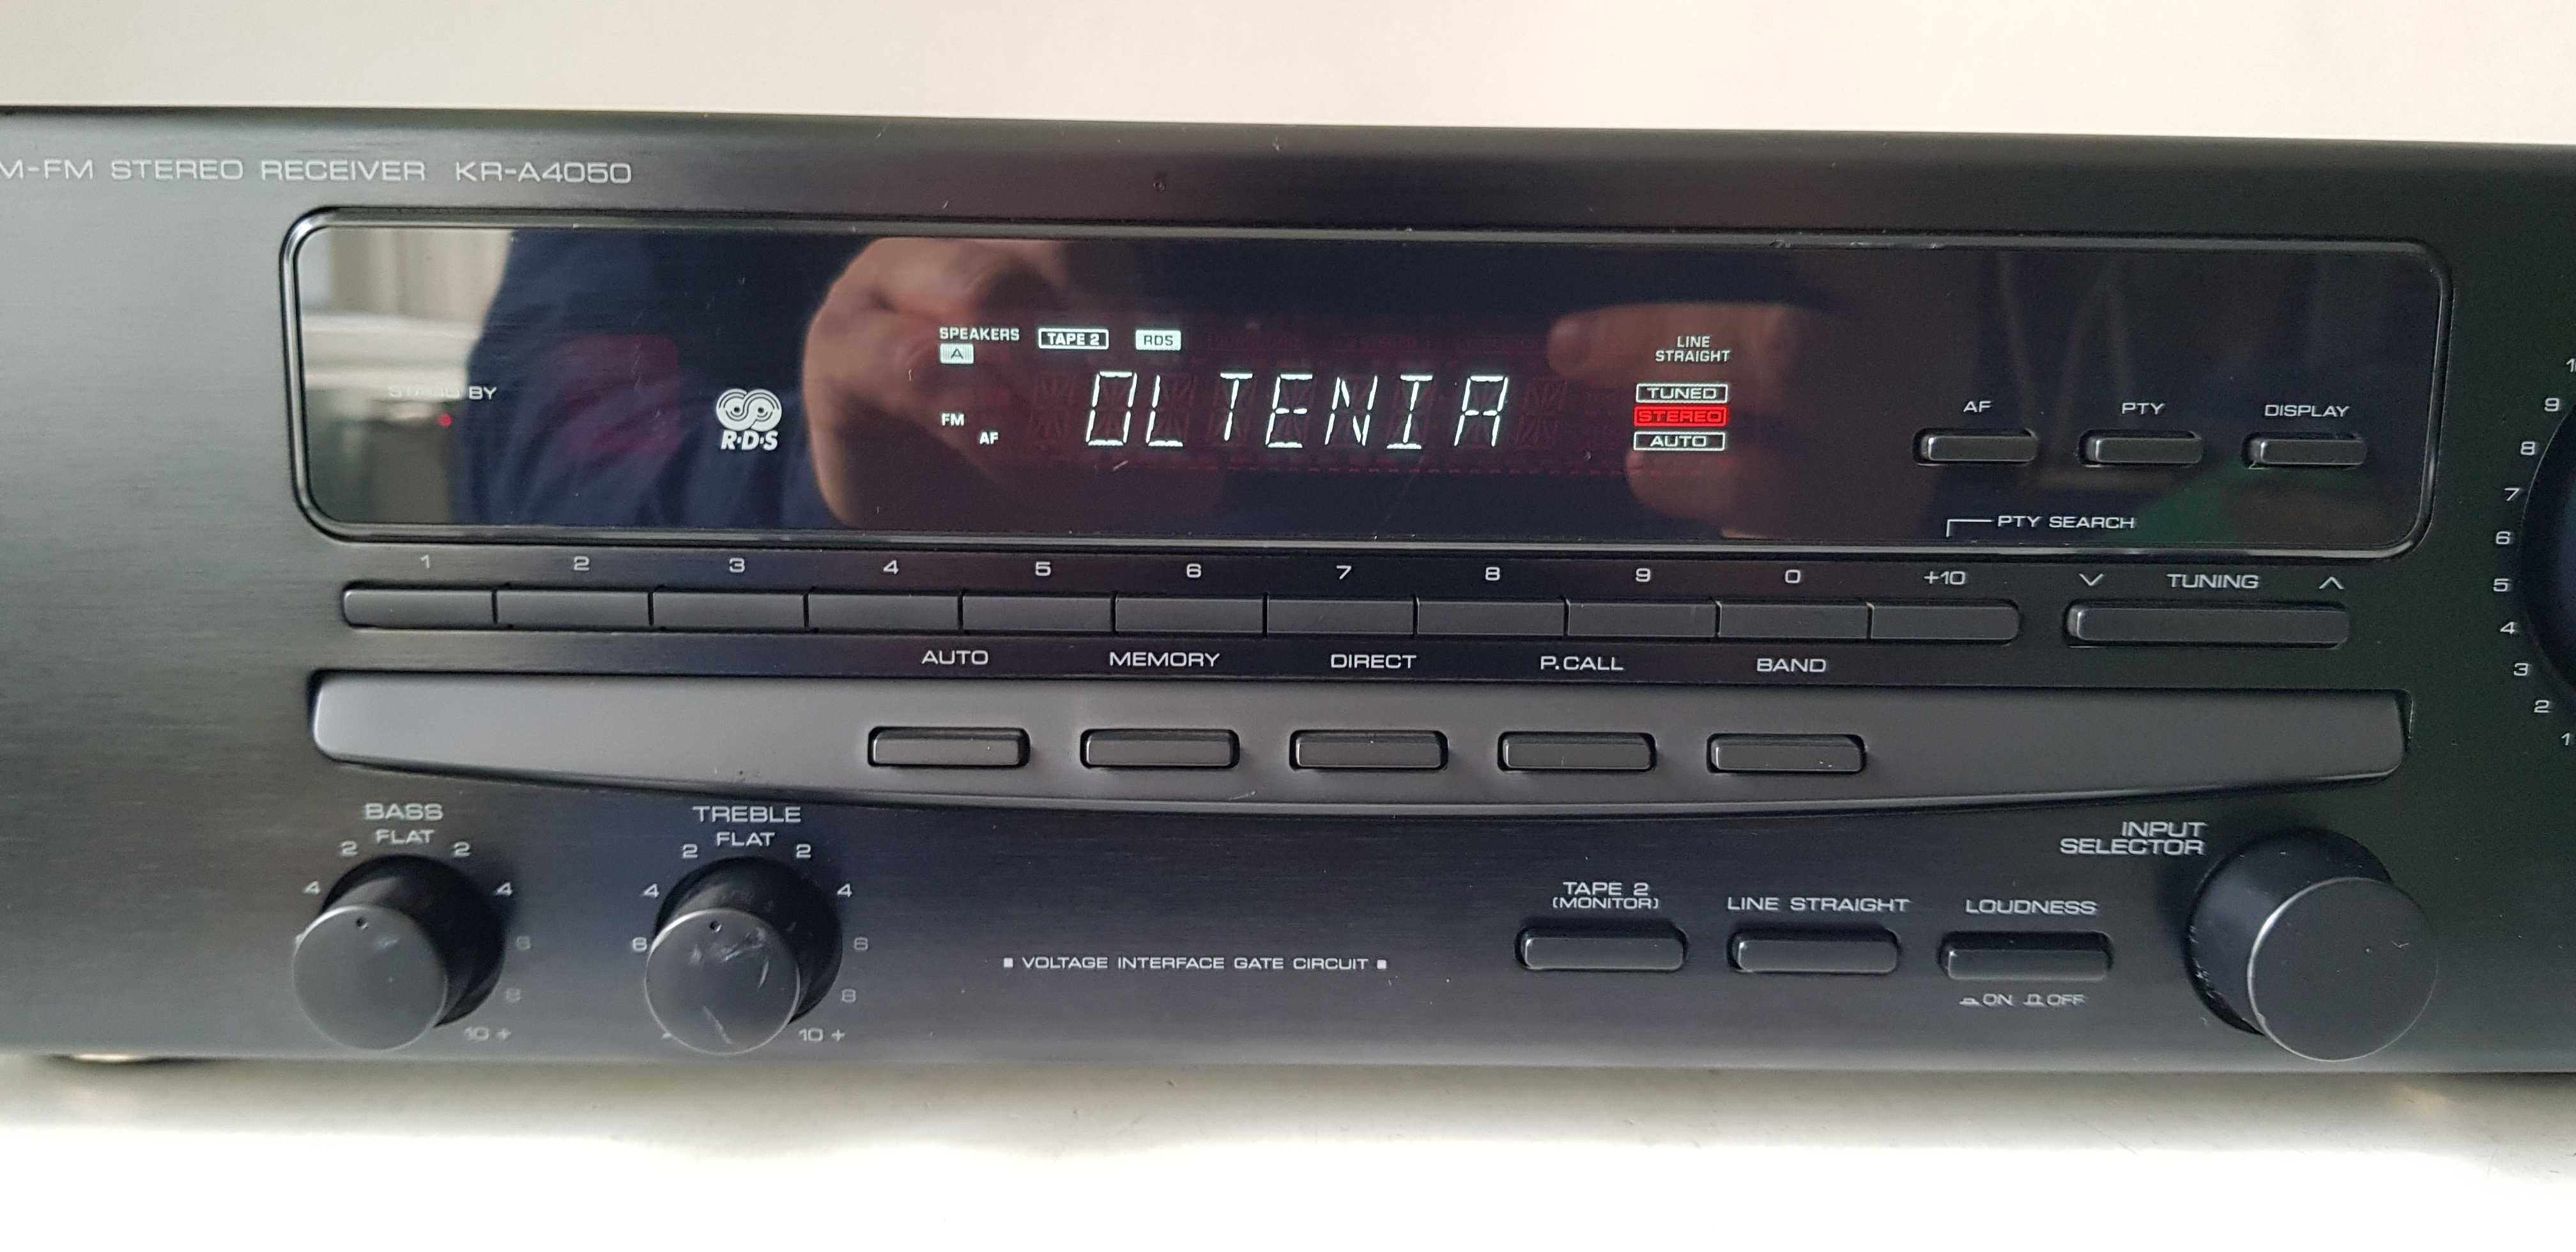 M-FM STEREO RECEIVER KR-A4050
SPEAKERS TAPE 2 RDS
A
LINE
STRAIGHT
STAND BY
R·D·S
FM
AF
OLTENIA
TUNED
STEREO
AUTO
AF PTY DISPLAY
PTY SEARCH
1 2 3 4 5 6 7 8 9 0 +10
TUNING
AUTO MEMORY DIRECT P.CALL BAND
9
8
7
6
5
4
3
2
1
BASS
FLAT
2 2
4 4
6
8
10 +
TREBLE
FLAT
2 2
4 4
6 6
8
10 +
VOLTAGE INTERFACE GATE CIRCUIT
TAPE 2
(MONITOR)
LINE STRAIGHT
LOUDNESS
ON OFF
INPUT
SELECTOR